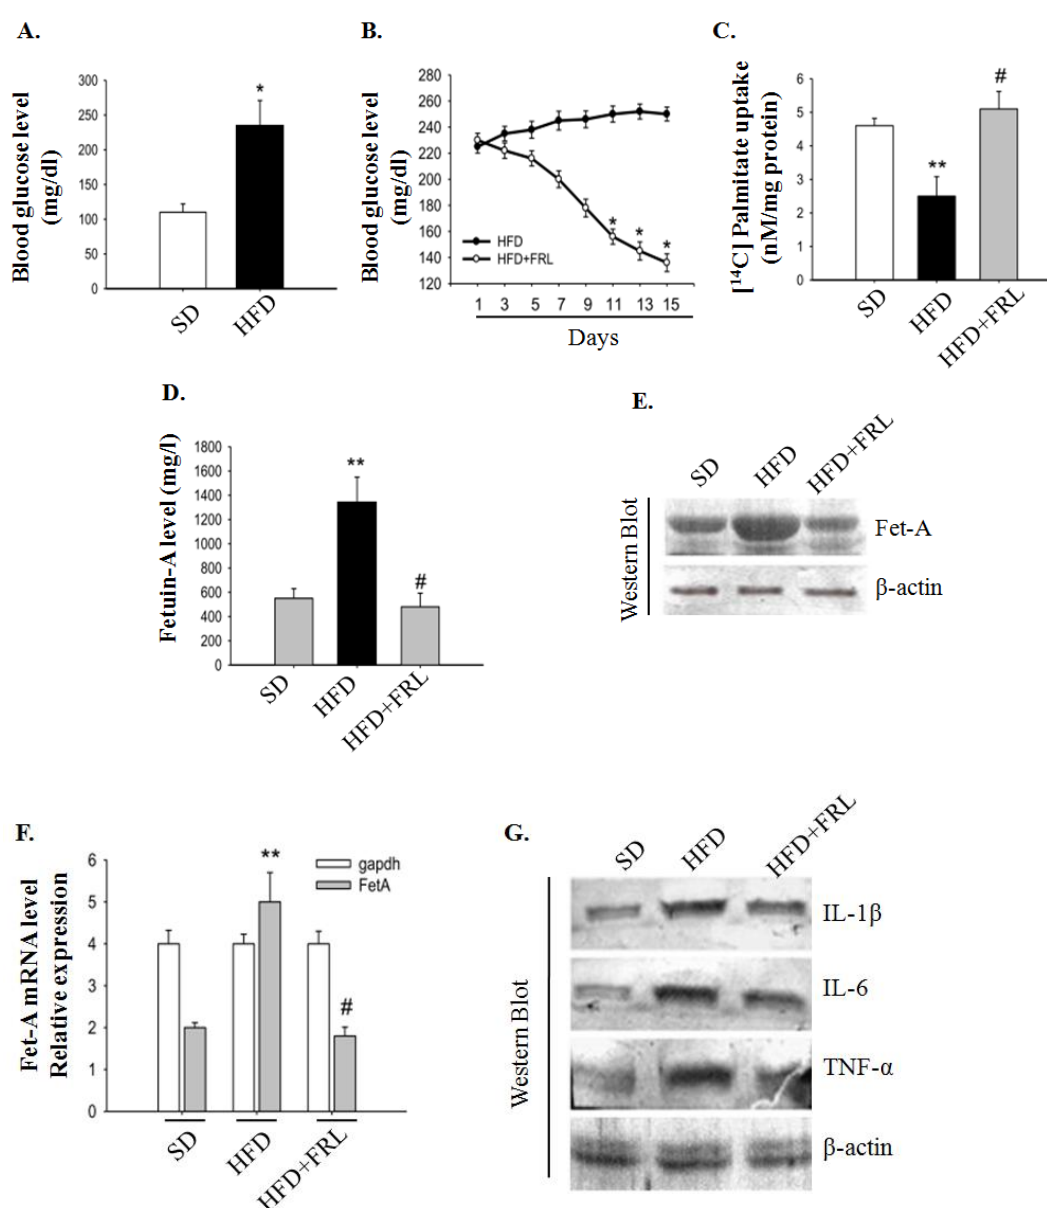 A.
Blood glucose level
(mg/dl)
300
250
200
150
100
50
0
*
SD
HFD
B.
Blood glucose level
(mg/dl)
280
260
240
220
200
180
160
140
120
HFD
HFD+FRL
* * *
1 3 5 7 9 11 13 15
Days
C.
[¹⁴C] Palmitate uptake
(nM/mg protein)
6
5
4
3
2
1
0
**
#
SD
HFD
HFD+FRL
D.
Fetuin-A level (mg/l)
1800
1600
1400
1200
1000
800
600
400
200
0
**
#
SD
HFD
HFD+FRL
E.
SD
HFD
HFD+FRL
Western Blot
Fet-A
β-actin
F.
Fet-A mRNA level
Relative expression
6
5
4
3
2
1
0
**
#
gapdh
FetA
SD
HFD
HFD+FRL
G.
SD
HFD
HFD+FRL
Western Blot
IL-1β
IL-6
TNF-α
β-actin